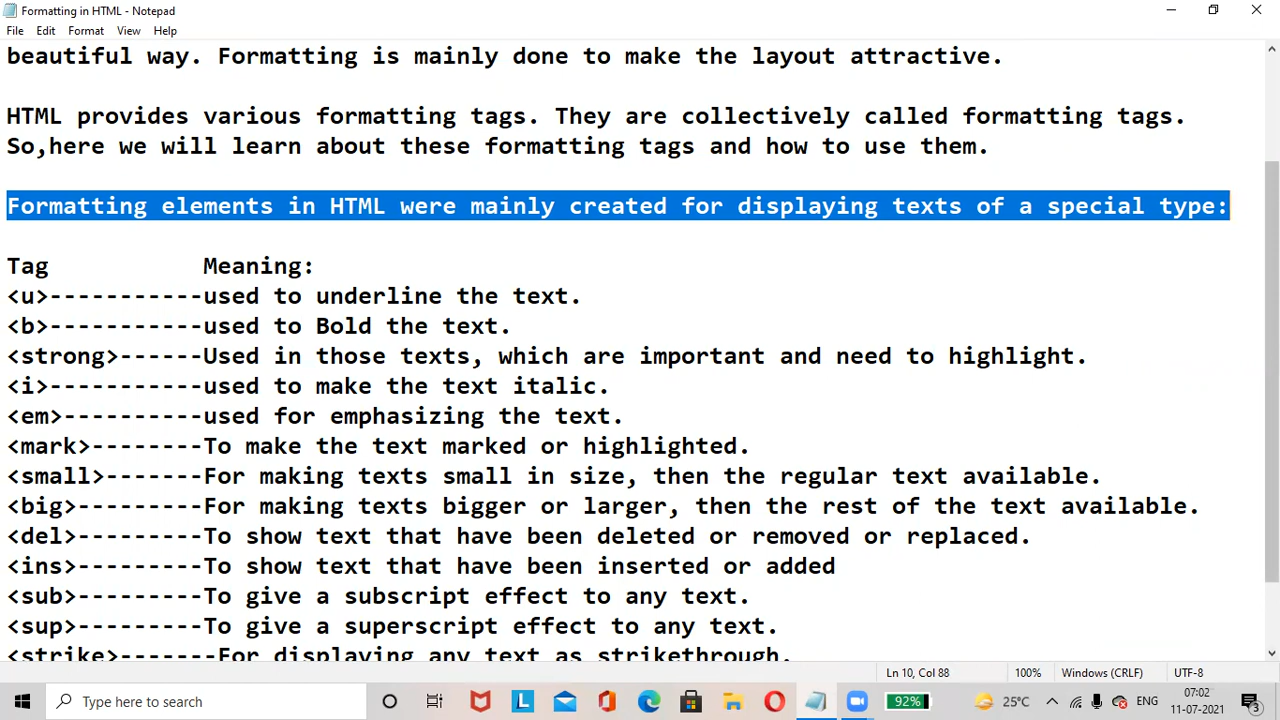 Formatting in HTML - Notepad
File Edit Format View Help
beautiful way. Formatting is mainly done to make the layout attractive.
HTML provides various formatting tags. They are collectively called formatting tags.
So,here we will learn about these formatting tags and how to use them.
Formatting elements in HTML were mainly created for displaying texts of a special type:
Tag Meaning:
<u>-----------used to underline the text.
<b>-----------used to Bold the text.
<strong>------Used in those texts, which are important and need to highlight.
<i>-----------used to make the text italic.
<em>----------used for emphasizing the text.
<mark>--------To make the text marked or highlighted.
<small>-------For making texts small in size, then the regular text available.
<big>---------For making texts bigger or larger, then the rest of the text available.
<del>---------To show text that have been deleted or removed or replaced.
<ins>---------To show text that have been inserted or added
<sub>---------To give a subscript effect to any text.
<sup>---------To give a superscript effect to any text.
<strike>-------For displaying any text as strikethrough.
Ln 10, Col 88 100% Windows (CRLF) UTF-8
Type here to search L 92% 25°C ENG 07:02
11-07-2021 3